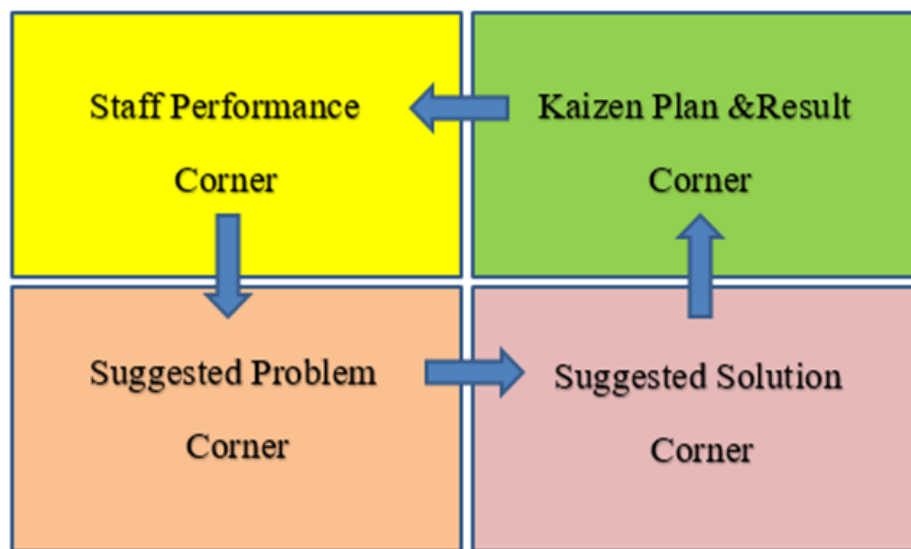 Staff Performance
Corner
Kaizen Plan &Result
Corner
Suggested Problem
Corner
Suggested Solution
Corner